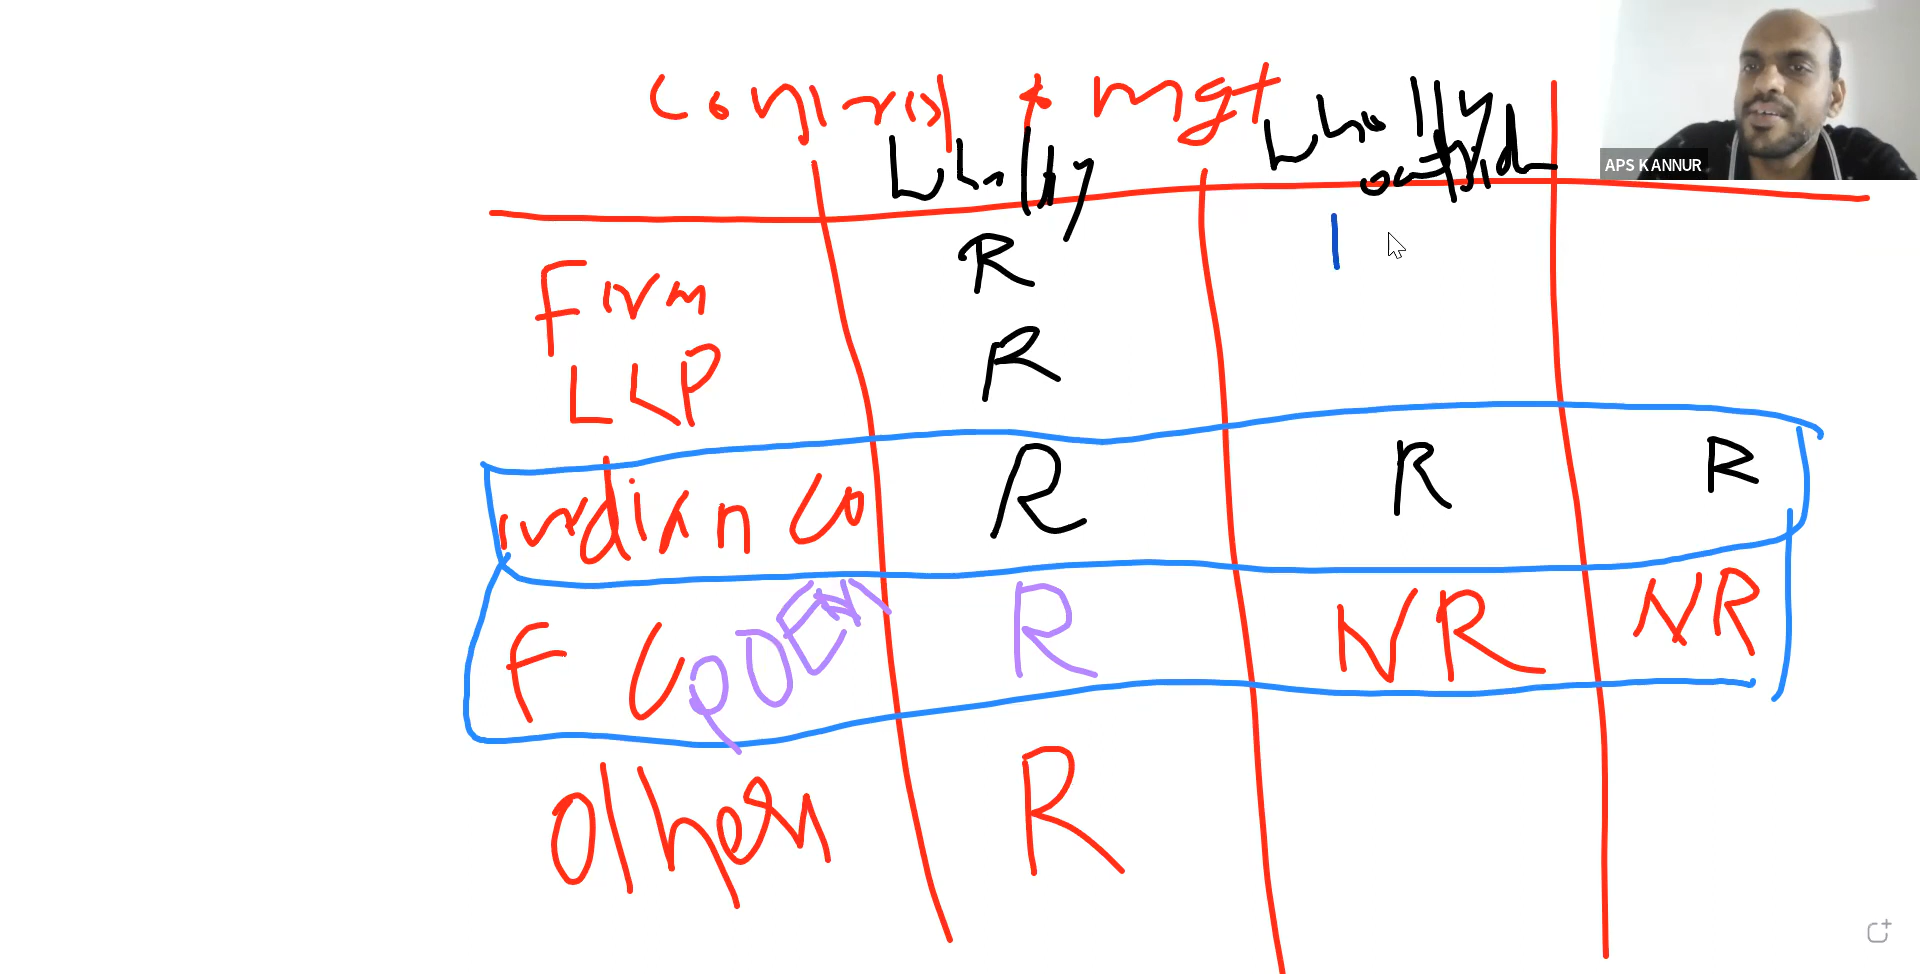 Control & mgt
Wholly
Wholly
outside
APS KANNUR
Firm R
LLP R
Indian Co R R R
F Co POEM R NR NR
Others R